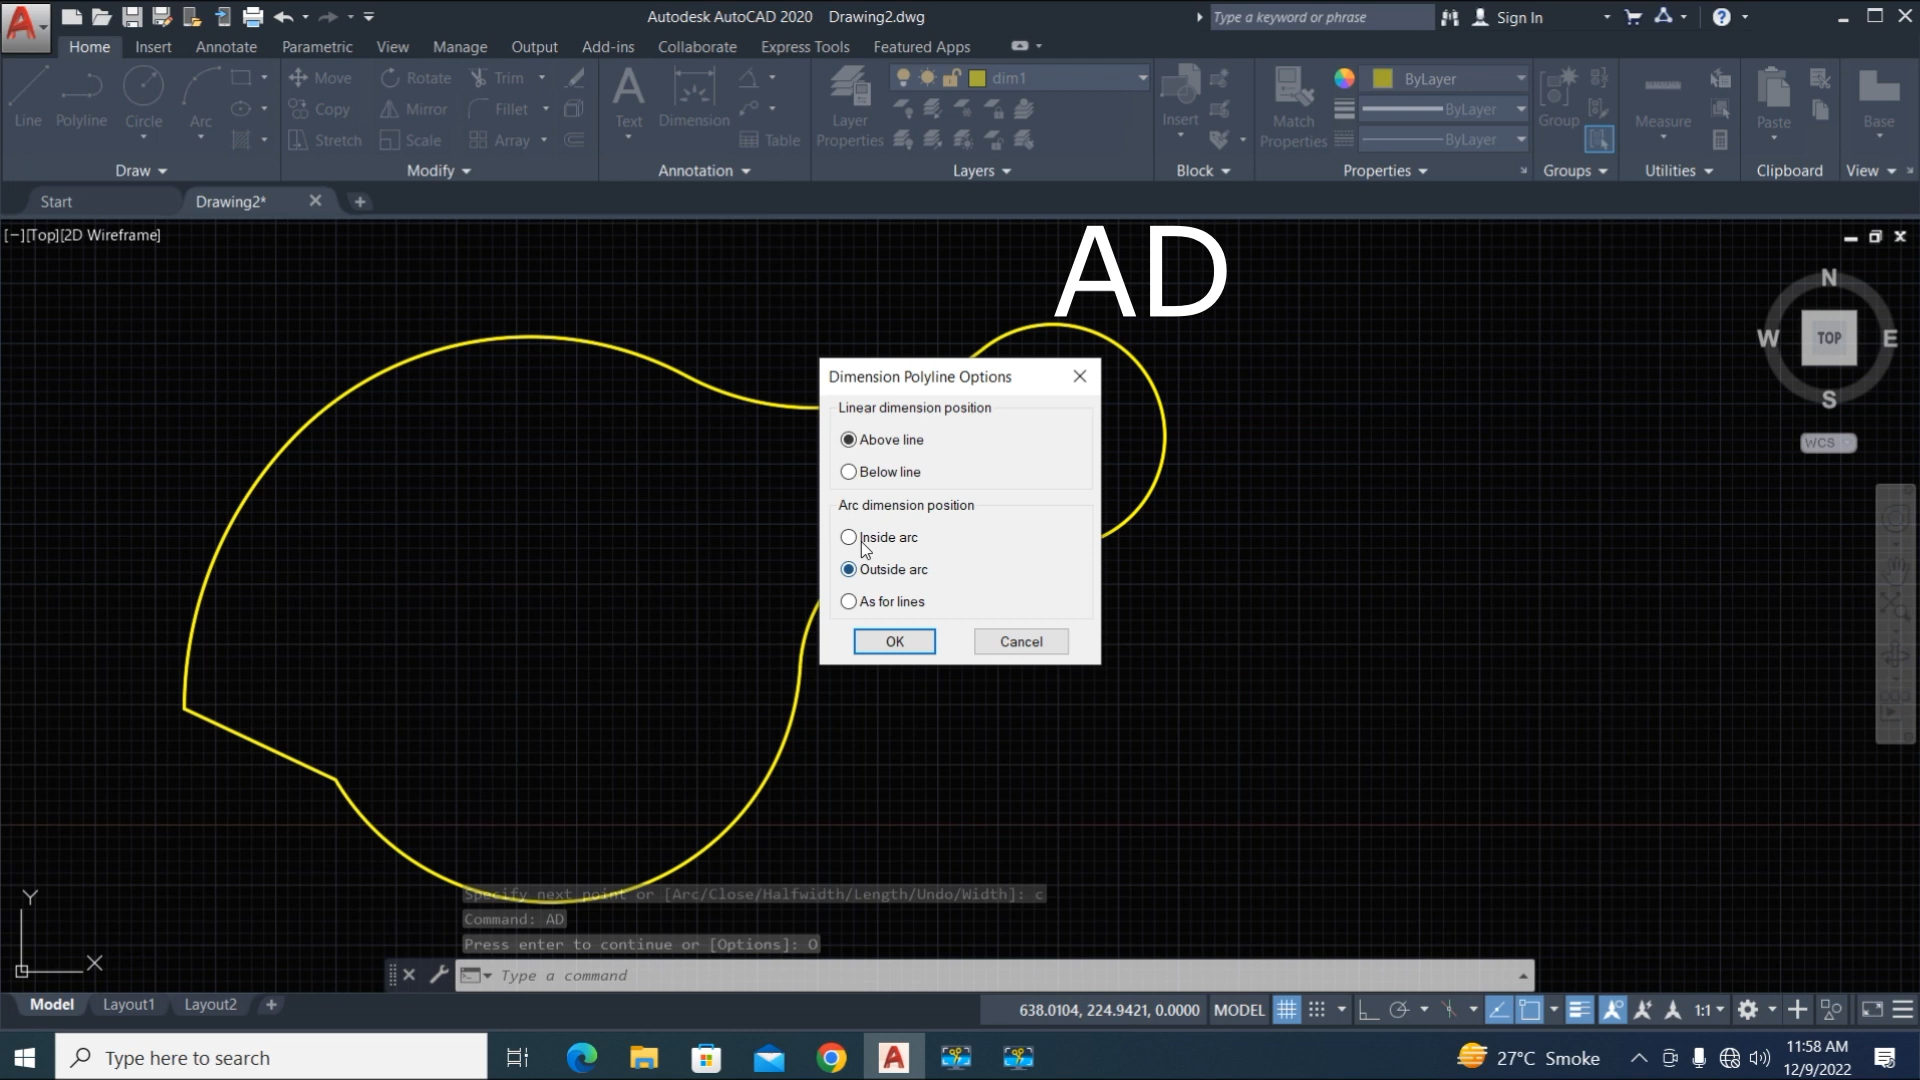 Autodesk AutoCAD 2020 Drawing2.dwg
Type a keyword or phrase
Sign In
Home Insert Annotate Parametric View Manage Output Add-ins Collaborate Express Tools Featured Apps
Line Polyline Circle Arc
Move Rotate Trim
Copy Mirror Fillet
Stretch Scale Array
Text Dimension Table
Layer
Properties
dim1
Insert
Match
Properties
ByLayer
ByLayer
ByLayer
Group
Measure
Paste
Base
Draw Modify Annotation Layers Block Properties Groups Utilities Clipboard View
Start Drawing2*
[−][Top][2D Wireframe]
AD
N
W TOP E
S
WCS
Dimension Polyline Options
Linear dimension position
Above line
Below line
Arc dimension position
Inside arc
Outside arc
As for lines
OK Cancel
Specify next point or [Arc/Close/Halfwidth/Length/Undo/Width]: c
Command: AD
Press enter to continue or [Options]: O
Type a command
Y
X
Model Layout1 Layout2
638.0104, 224.9421, 0.0000 MODEL 1:1
Type here to search
27°C Smoke
11:58 AM
12/9/2022